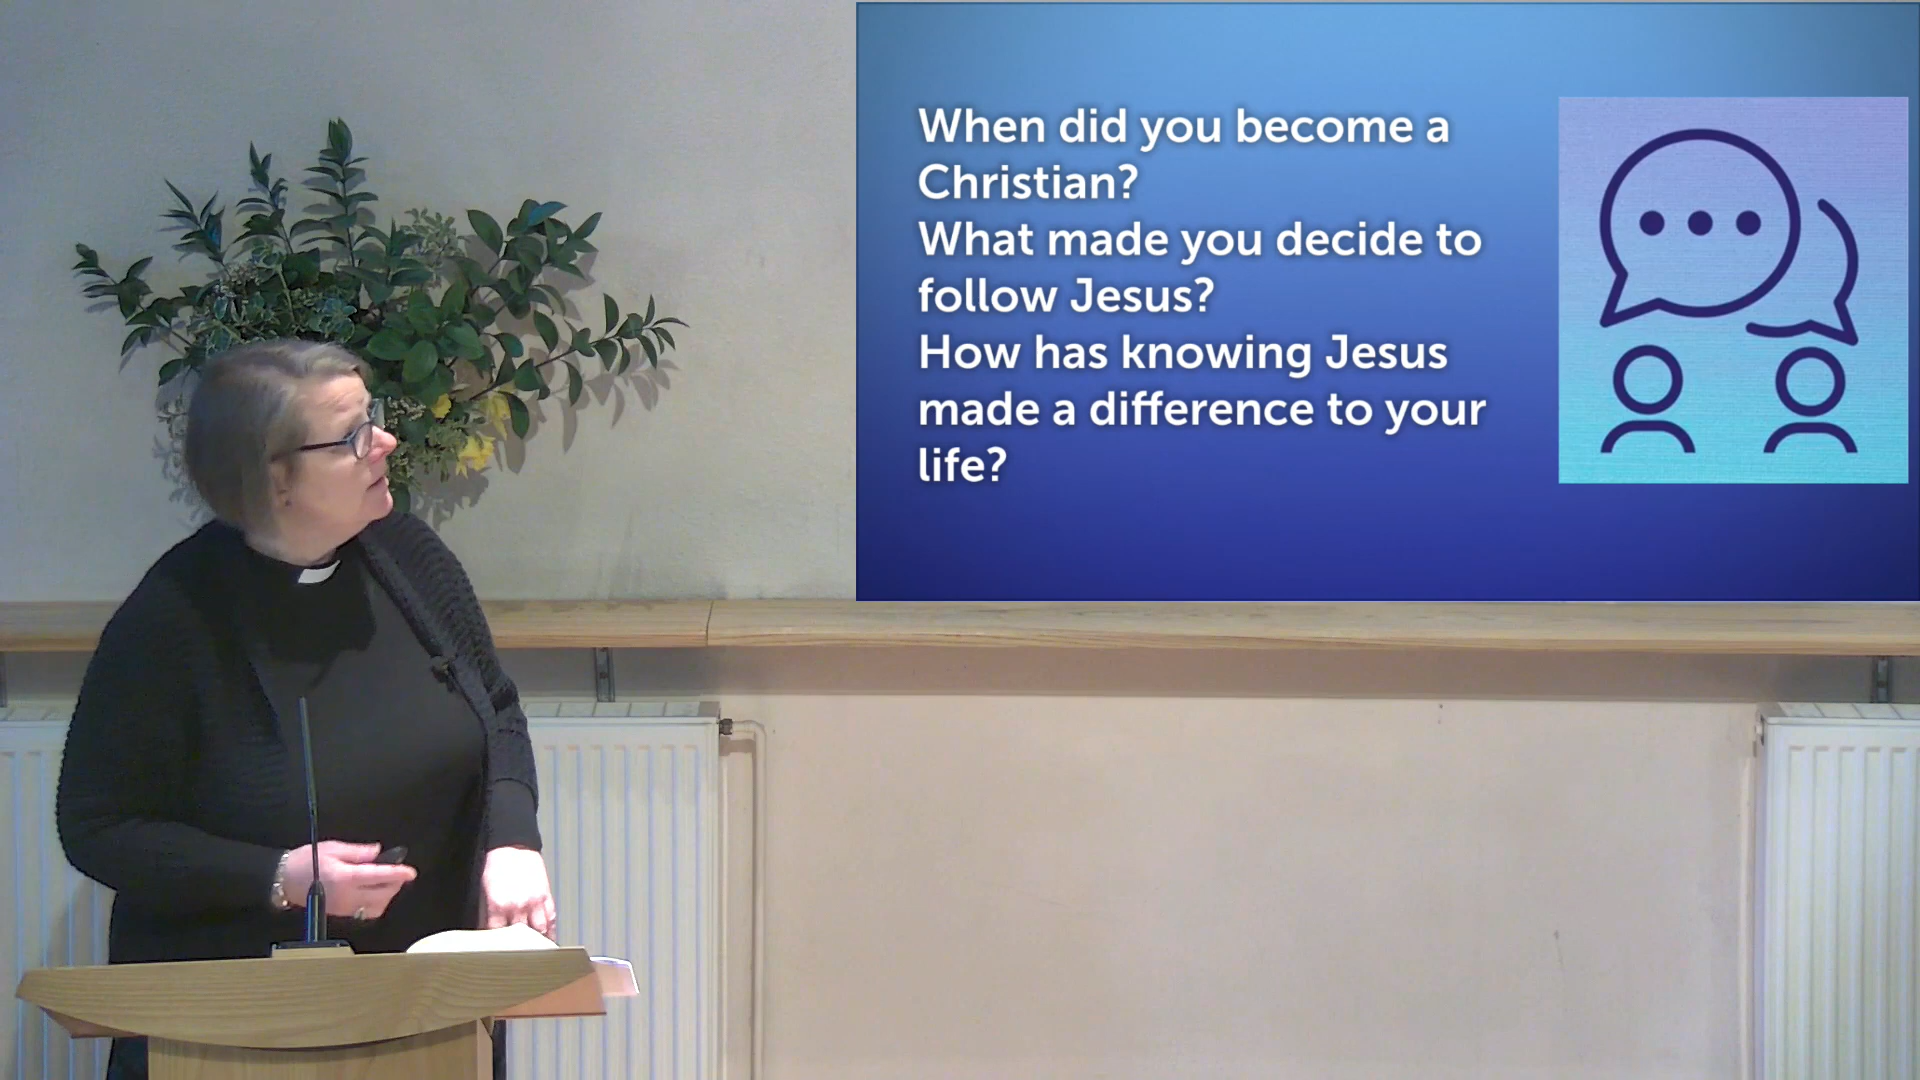 When did you become a
Christian?
What made you decide to
follow Jesus?
How has knowing Jesus
made a difference to your
life?